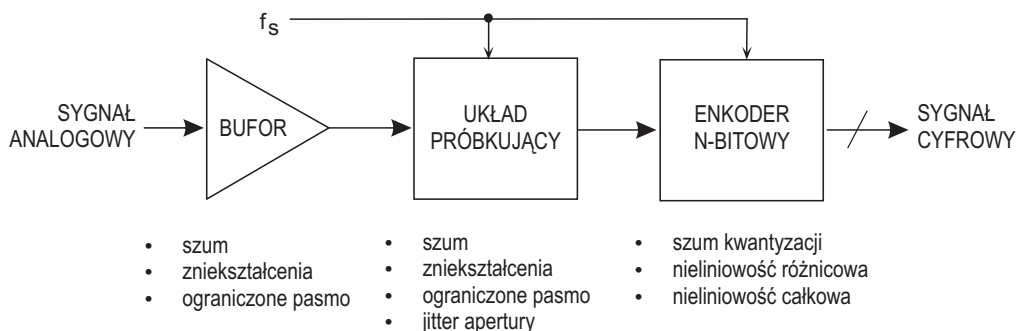 fs
SYGNAŁ
ANALOGOWY
BUFOR
UKŁAD
PRÓBKUJĄCY
ENKODER
N-BITOWY
SYGNAŁ
CYFROWY
• szum
• zniekształcenia
• ograniczone pasmo
• szum
• zniekształcenia
• ograniczone pasmo
• jitter apertury
• szum kwantyzacji
• nieliniowość różnicowa
• nieliniowość całkowa